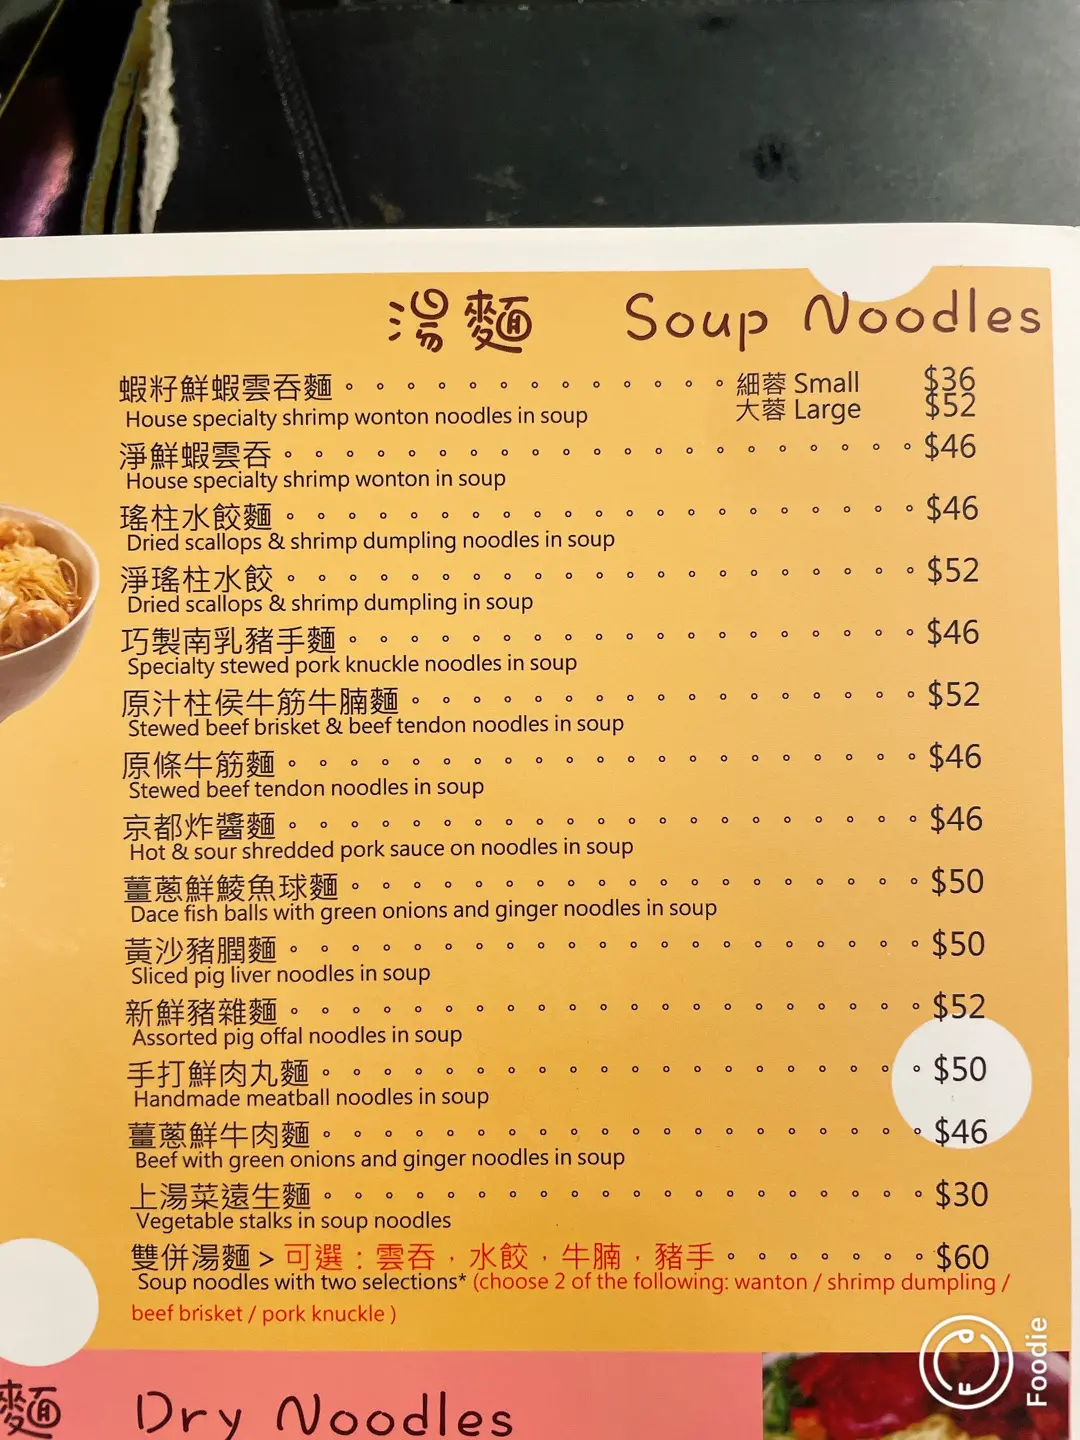 湯麵 Soup Noodles
蝦籽鮮蝦雲吞麵。。。。。。。。。。。。。細蓉 Small $36
大蓉 Large $52
House specialty shrimp wonton noodles in soup
淨鮮蝦雲吞。。。。。。。。。。。。。。。。。。。。。$46
House specialty shrimp wonton in soup
瑤柱水餃麵。。。。。。。。。。。。。。。。。。。。。$46
Dried scallops & shrimp dumpling noodles in soup
淨瑤柱水餃。。。。。。。。。。。。。。。。。。。。。$52
Dried scallops & shrimp dumpling in soup
巧製南乳豬手麵。。。。。。。。。。。。。。。。。。。$46
Specialty stewed pork knuckle noodles in soup
原汁柱侯牛筋牛腩麵。。。。。。。。。。。。。。。。。$52
Stewed beef brisket & beef tendon noodles in soup
原條牛筋麵。。。。。。。。。。。。。。。。。。。。。$46
Stewed beef tendon noodles in soup
京都炸醬麵。。。。。。。。。。。。。。。。。。。。。$46
Hot & sour shredded pork sauce on noodles in soup
薑蔥鮮鯪魚球麵。。。。。。。。。。。。。。。。。。。$50
Dace fish balls with green onions and ginger noodles in soup
黃沙豬膶麵。。。。。。。。。。。。。。。。。。。。。$50
Sliced pig liver noodles in soup
新鮮豬雜麵。。。。。。。。。。。。。。。。。。。。。$52
Assorted pig offal noodles in soup
手打鮮肉丸麵。。。。。。。。。。。。。。。。。。。。$50
Handmade meatball noodles in soup
薑蔥鮮牛肉麵。。。。。。。。。。。。。。。。。。。。$46
Beef with green onions and ginger noodles in soup
上湯菜遠生麵。。。。。。。。。。。。。。。。。。。。$30
Vegetable stalks in soup noodles
雙併湯麵 > 可選：雲吞，水餃，牛腩，豬手。。。。。。。$60
Soup noodles with two selections* (choose 2 of the following: wanton / shrimp dumpling /
beef brisket / pork knuckle )
麵 Dry Noodles
Foodie